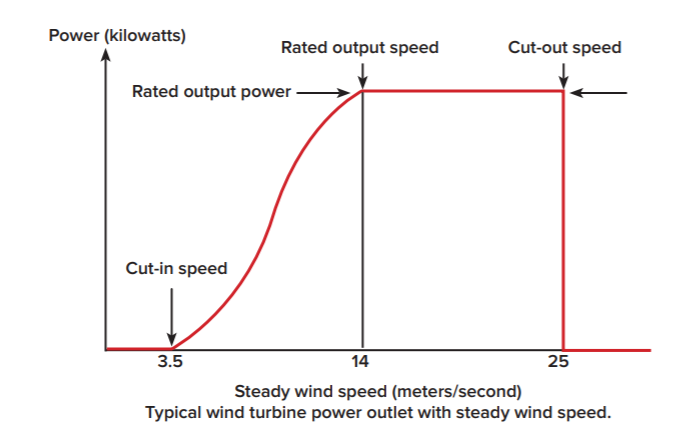 Power (kilowatts)
Rated output speed
Cut-out speed
Rated output power
Cut-in speed
3.5
14
25
Steady wind speed (meters/second)
Typical wind turbine power outlet with steady wind speed.